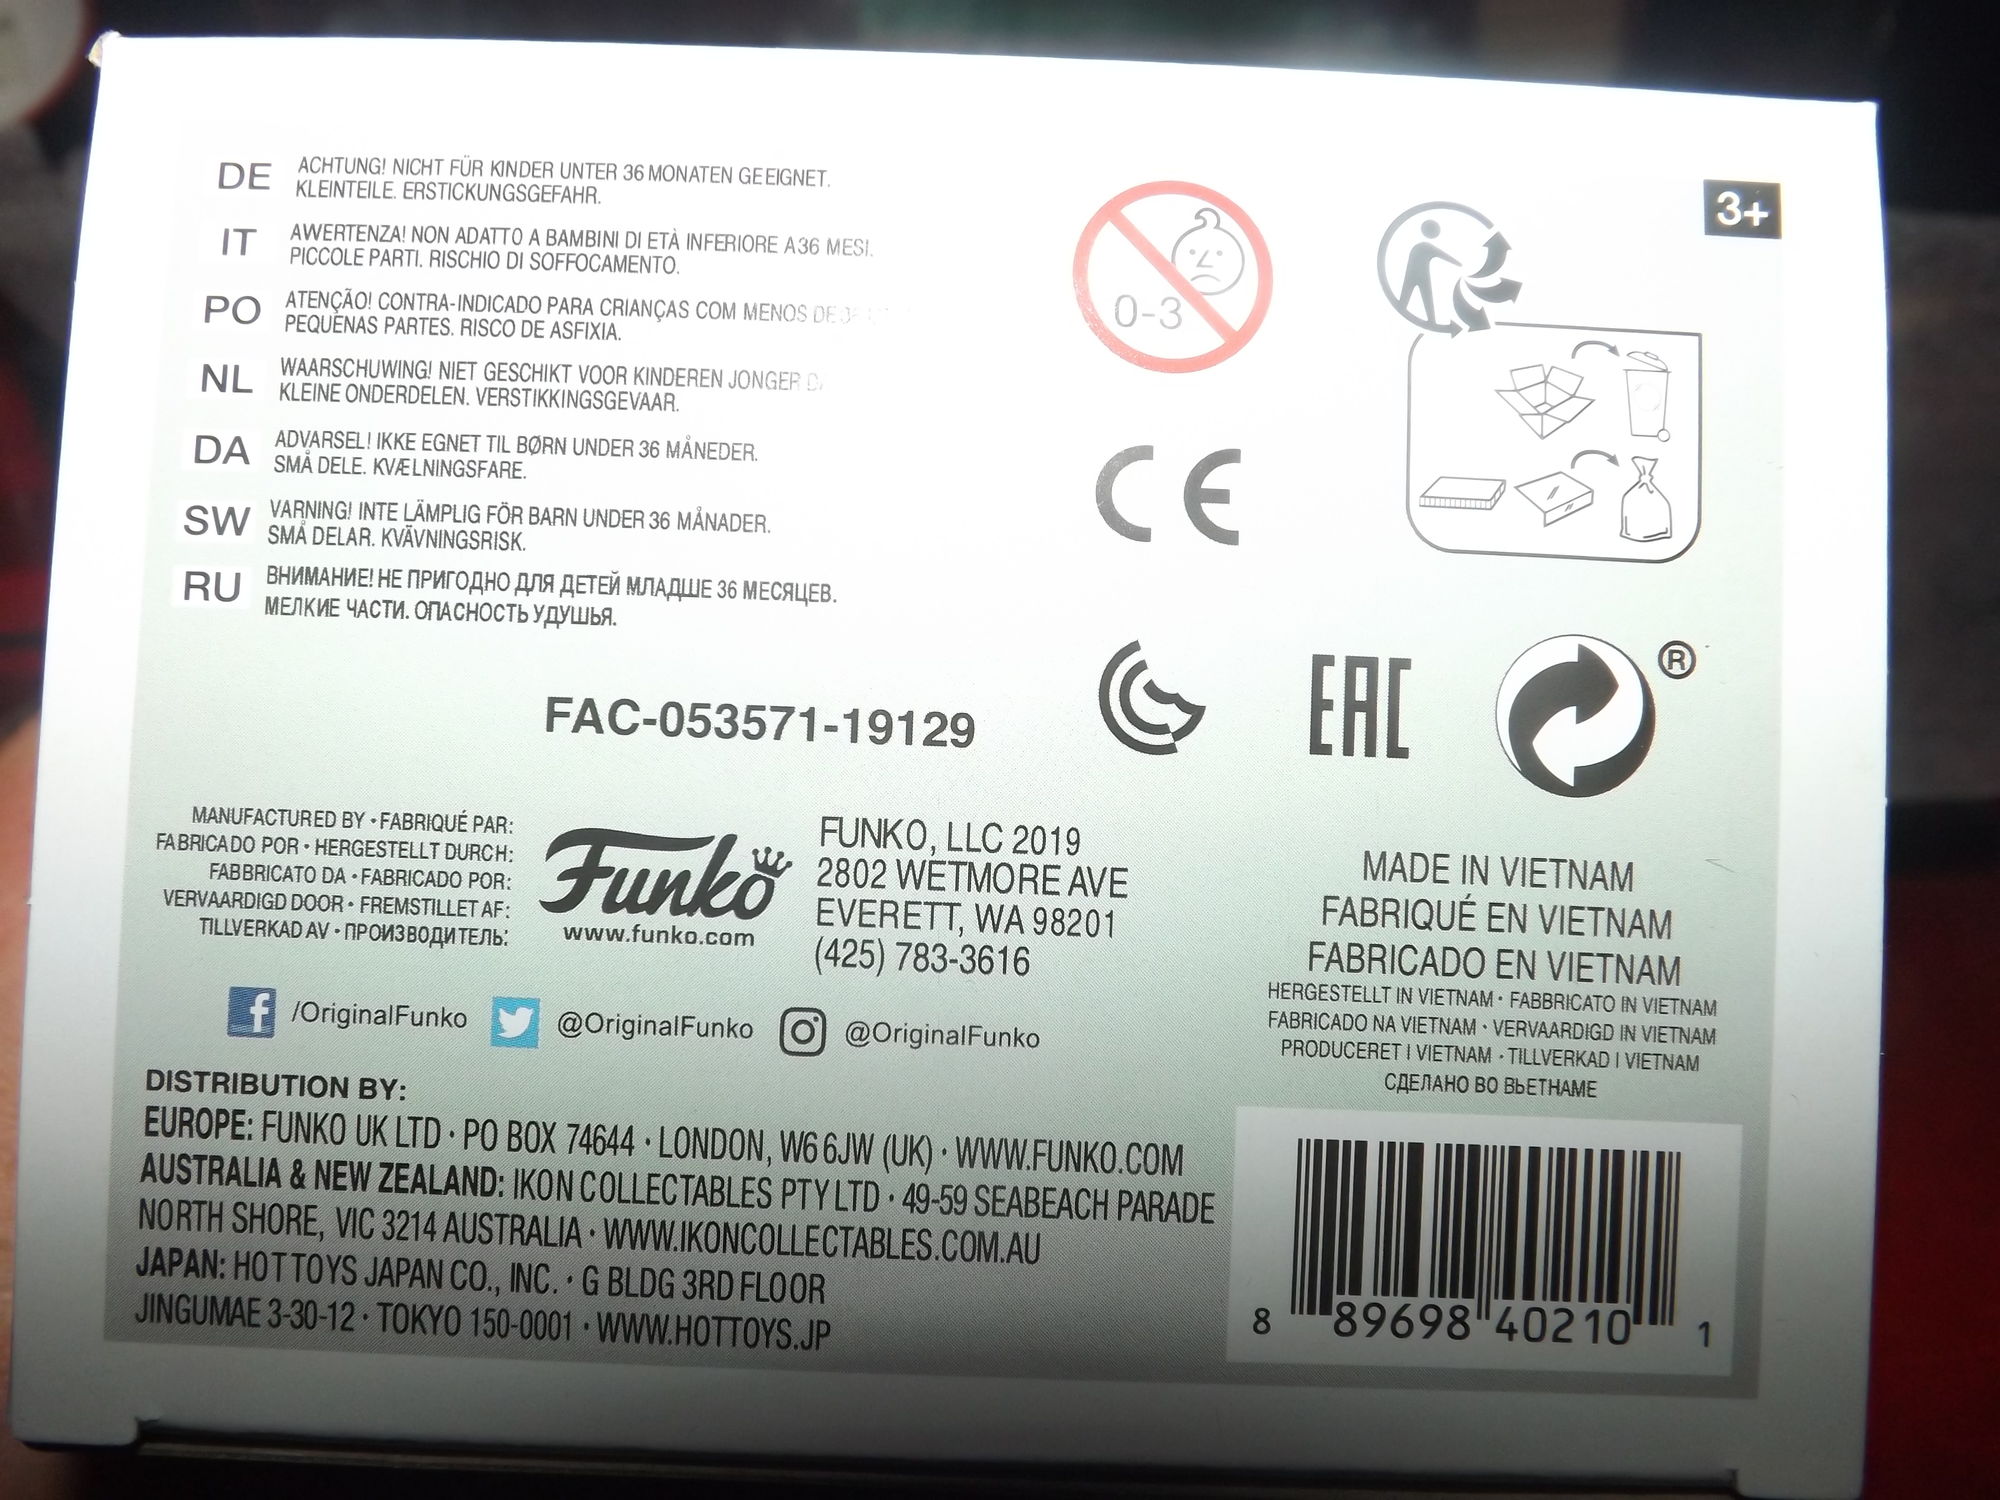 DE
ACHTUNG! NICHT FÜR KINDER UNTER 36 MONATEN GEEIGNET.
KLEINTEILE. ERSTICKUNGSGEFAHR.
IT
AWERTENZA! NON ADATTO A BAMBINI DI ETÀ INFERIORE A 36 MESI.
PICCOLE PARTI. RISCHIO DI SOFFOCAMENTO.
PO
ATENÇÃO! CONTRA-INDICADO PARA CRIANÇAS COM MENOS DE
PEQUENAS PARTES. RISCO DE ASFIXIA.
NL
WAARSCHUWING! NIET GESCHIKT VOOR KINDEREN JONGER
KLEINE ONDERDELEN. VERSTIKKINGSGEVAAR.
DA
ADVARSEL! IKKE EGNET TIL BØRN UNDER 36 MÅNEDER.
SMÅ DELE. KVÆLNINGSFARE.
SW
VARNING! INTE LÄMPLIG FÖR BARN UNDER 36 MÅNADER.
SMÅ DELAR. KVÄVNINGSRISK.
RU
ВНИМАНИЕ! НЕ ПРИГОДНО ДЛЯ ДЕТЕЙ МЛАДШЕ 36 МЕСЯЦЕВ.
МЕЛКИЕ ЧАСТИ. ОПАСНОСТЬ УДУШЬЯ.
0-3
3+
CE
EAC
®
FAC-053571-19129
MANUFACTURED BY • FABRIQUÉ PAR:
FABRICADO POR • HERGESTELLT DURCH:
FABBRICATO DA • FABRICADO POR:
VERVAARDIGD DOOR • FREMSTILLET AF:
TILLVERKAD AV • ПРОИЗВОДИТЕЛЬ:
Funko
www.funko.com
FUNKO, LLC 2019
2802 WETMORE AVE
EVERETT, WA 98201
(425) 783-3616
/OriginalFunko @OriginalFunko @OriginalFunko
MADE IN VIETNAM
FABRIQUÉ EN VIETNAM
FABRICADO EN VIETNAM
HERGESTELLT IN VIETNAM • FABBRICATO IN VIETNAM
FABRICADO NA VIETNAM • VERVAARDIGD IN VIETNAM
PRODUCERET I VIETNAM • TILLVERKAD I VIETNAM
СДЕЛАНО ВО ВЬЕТНАМЕ
DISTRIBUTION BY:
EUROPE: FUNKO UK LTD • PO BOX 74644 • LONDON, W6 6JW (UK) • WWW.FUNKO.COM
AUSTRALIA & NEW ZEALAND: IKON COLLECTABLES PTY LTD • 49-59 SEABEACH PARADE
NORTH SHORE, VIC 3214 AUSTRALIA • WWW.IKONCOLLECTABLES.COM.AU
JAPAN: HOT TOYS JAPAN CO., INC. • G BLDG 3RD FLOOR
JINGUMAE 3-30-12 • TOKYO 150-0001 • WWW.HOTTOYS.JP
8 89698 40210 1